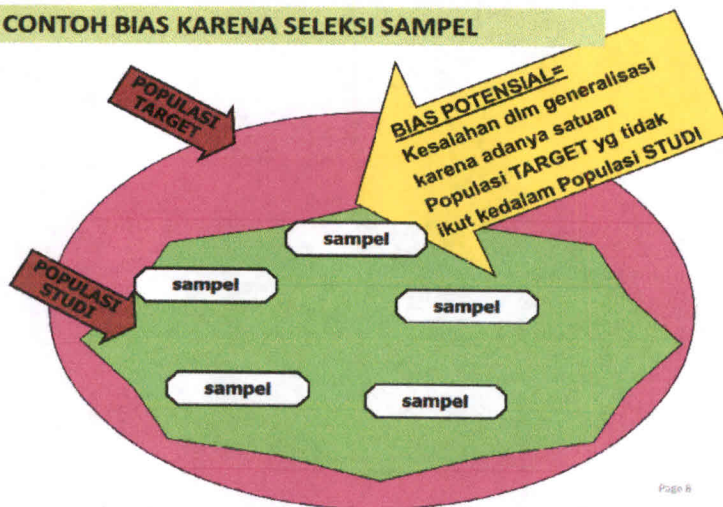 CONTOH BIAS KARENA SELEKSI SAMPEL
POPULASI
TARGET
BIAS POTENSIAL=
Kesalahan dlm generalisasi
karena adanya satuan
Populasi TARGET yg tidak
ikut kedalam Populasi STUDI
POPULASI
STUDI
sampel
sampel
sampel
sampel
sampel
Page 8